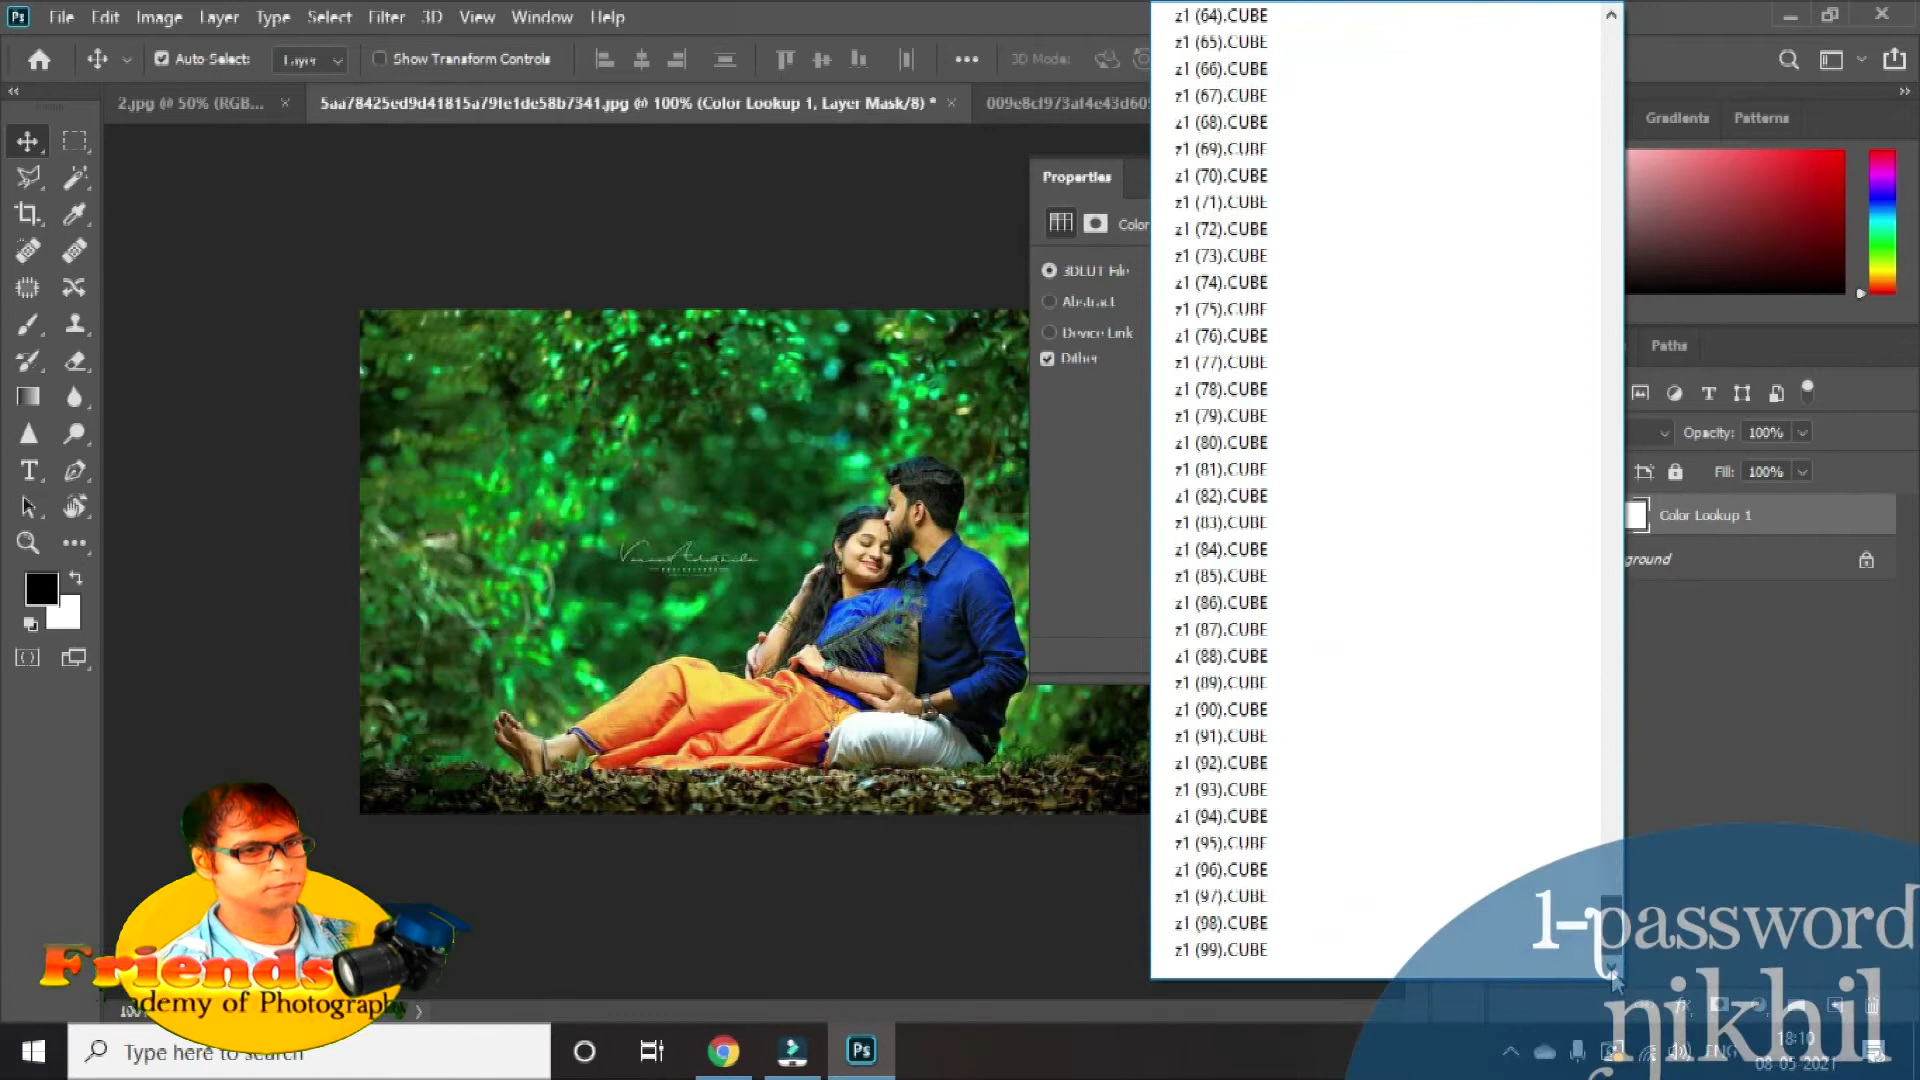 File Edit Image Layer Type Select Filter 3D View Window Help
Auto-Select: Layer Show Transform Controls 3D Mode:
2.jpg @ 50% (RGB... × 5aa78425ed9d41815a79fe1de58b7341.jpg @ 100% (Color Lookup 1, Layer Mask/8) * ×
Properties
Color
3DLUT File
Abstract
Device Link
Dither
z1 (64).CUBE
z1 (65).CUBE
z1 (66).CUBE
z1 (67).CUBE
z1 (68).CUBE
z1 (69).CUBE
z1 (70).CUBE
z1 (71).CUBE
z1 (72).CUBE
z1 (73).CUBE
z1 (74).CUBE
z1 (75).CUBE
z1 (76).CUBE
z1 (77).CUBE
z1 (78).CUBE
z1 (79).CUBE
z1 (80).CUBE
z1 (81).CUBE
z1 (82).CUBE
z1 (83).CUBE
z1 (84).CUBE
z1 (85).CUBE
z1 (86).CUBE
z1 (87).CUBE
z1 (88).CUBE
z1 (89).CUBE
z1 (90).CUBE
z1 (91).CUBE
z1 (92).CUBE
z1 (93).CUBE
z1 (94).CUBE
z1 (95).CUBE
z1 (96).CUBE
z1 (97).CUBE
z1 (98).CUBE
z1 (99).CUBE
Gradients Patterns
Paths
Opacity: 100%
Fill: 100%
Color Lookup 1
ground
Friends
ademy of Photography
1-password
nikhil
Type here to search
ENG
18:10
08-05-2021